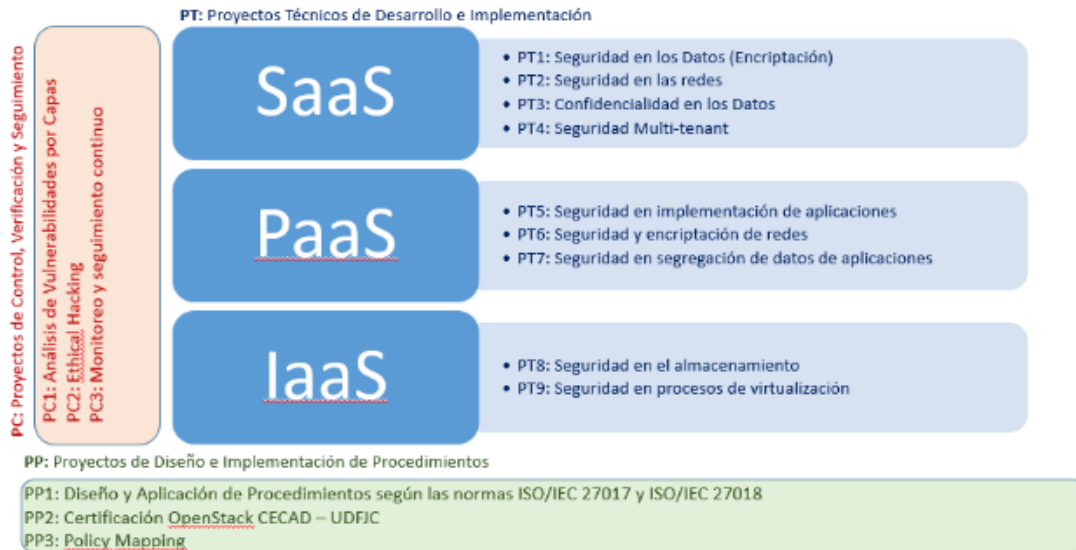 PT: Proyectos Técnicos de Desarrollo e Implementación
PC: Proyectos de Control, Verificación y Seguimiento
PC1: Análisis de Vulnerabilidades por Capas
PC2: Ethical Hacking
PC3: Monitoreo y seguimiento continuo
SaaS
• PT1: Seguridad en los Datos (Encriptación)
• PT2: Seguridad en las redes
• PT3: Confidencialidad en los Datos
• PT4: Seguridad Multi-tenant
PaaS
• PT5: Seguridad en implementación de aplicaciones
• PT6: Seguridad y encriptación de redes
• PT7: Seguridad en segregación de datos de aplicaciones
IaaS
• PT8: Seguridad en el almacenamiento
• PT9: Seguridad en procesos de virtualización
PP: Proyectos de Diseño e Implementación de Procedimientos
PP1: Diseño y Aplicación de Procedimientos según las normas ISO/IEC 27017 y ISO/IEC 27018
PP2: Certificación OpenStack CECAD – UDFJC
PP3: Policy Mapping